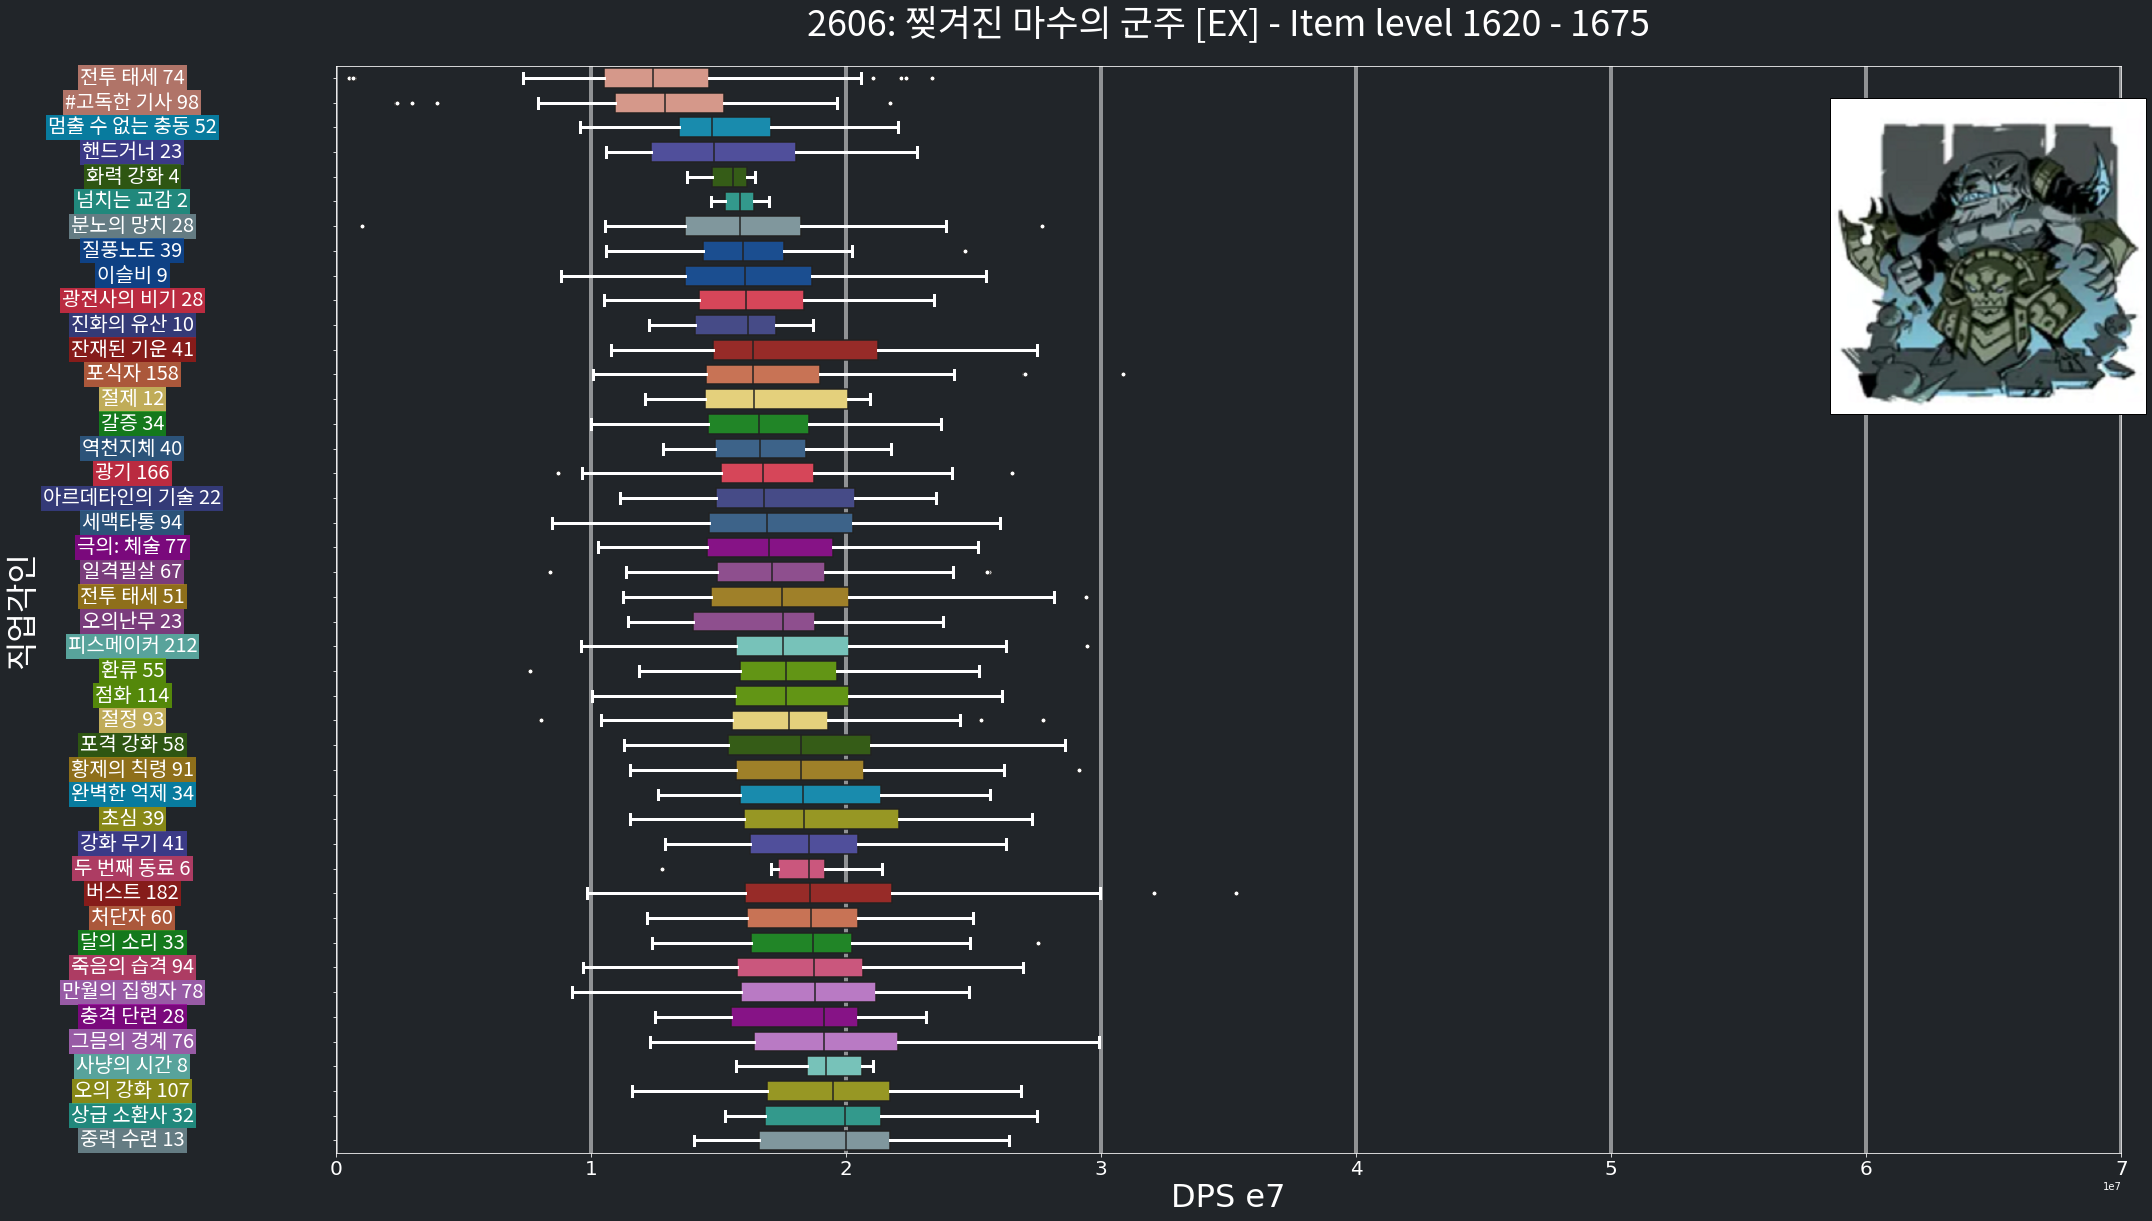 2606: 찢겨진 마수의 군주 [EX] - Item level 1620 - 1675
직업각인
전투 태세 74
#고독한 기사 98
멈출 수 없는 충동 52
핸드거너 23
화력 강화 4
넘치는 교감 2
분노의 망치 28
질풍노도 39
이슬비 9
광전사의 비기 28
진화의 유산 10
잔재된 기운 41
포식자 158
절제 12
갈증 34
역천지체 40
광기 166
아르데타인의 기술 22
세맥타통 94
극의: 체술 77
일격필살 67
전투 태세 51
오의난무 23
피스메이커 212
환류 55
점화 114
절정 93
포격 강화 58
황제의 칙령 91
완벽한 억제 34
초심 39
강화 무기 41
두 번째 동료 6
버스트 182
처단자 60
달의 소리 33
죽음의 습격 94
만월의 집행자 78
충격 단련 28
그믐의 경계 76
사냥의 시간 8
오의 강화 107
상급 소환사 32
중력 수련 13
0 1 2 3 4 5 6 7
1e7
DPS e7